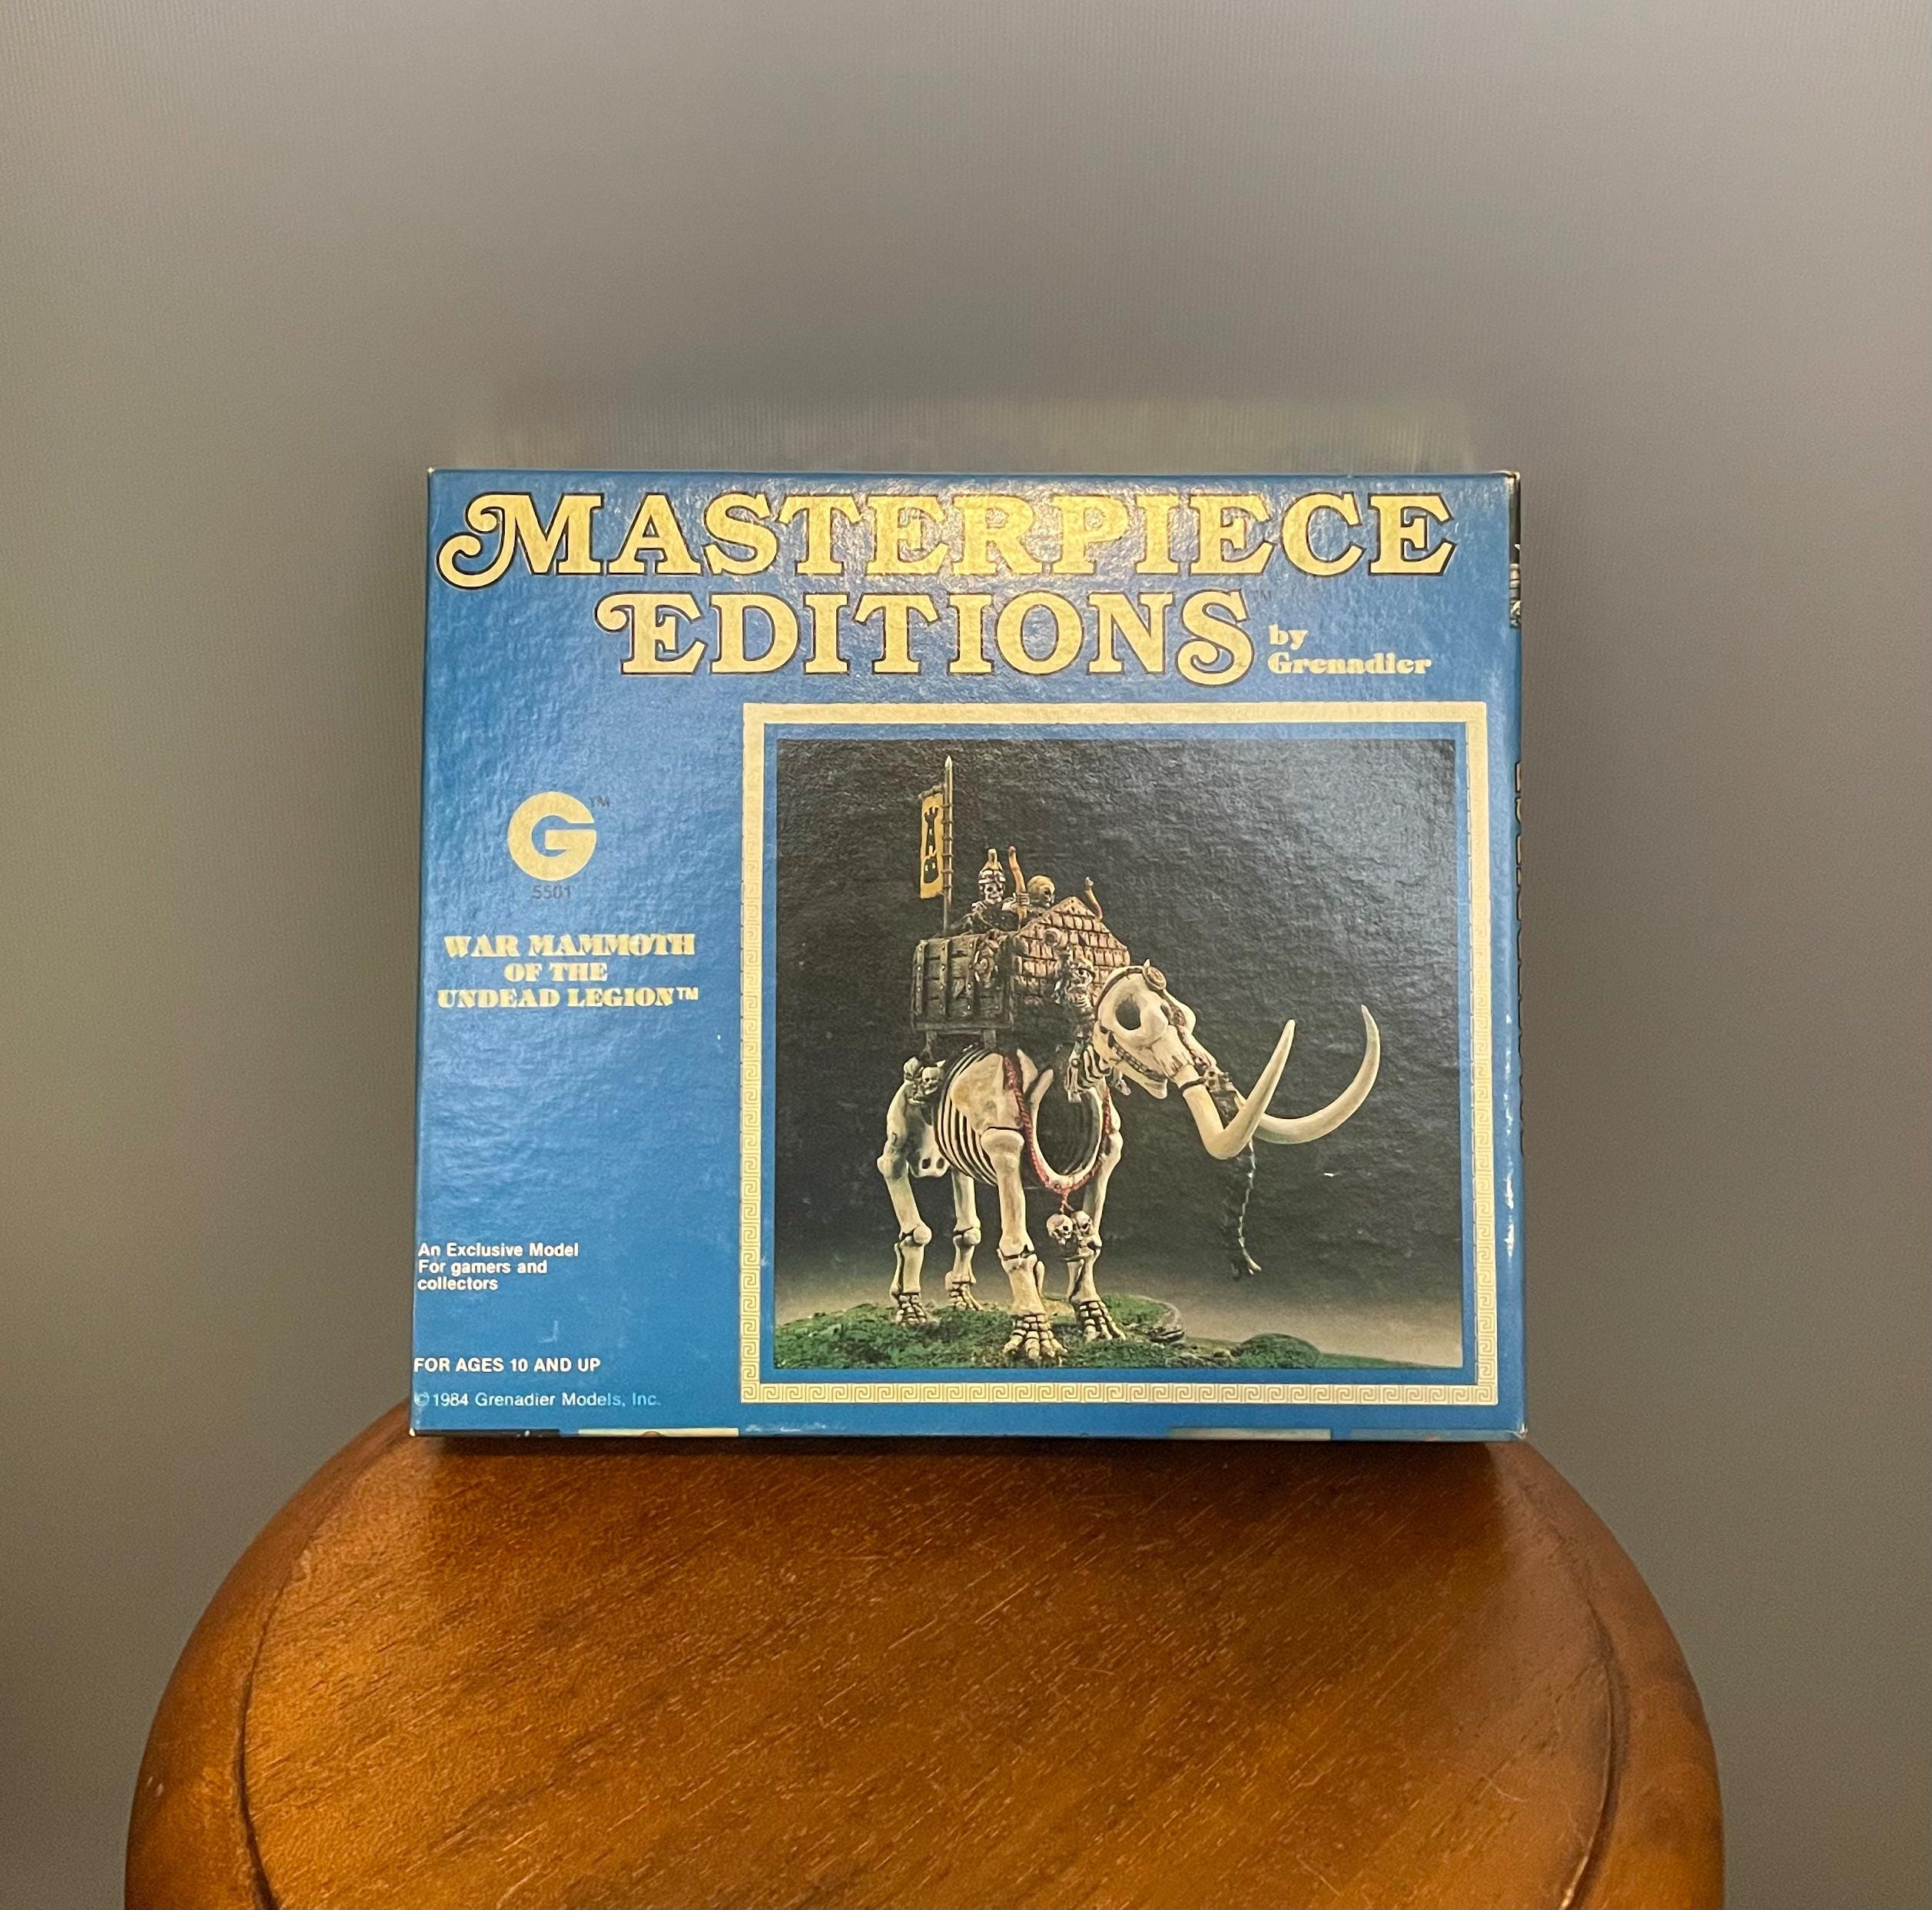 MASTERPIECE
EDITIONS™
by
Grenadier
G™
5501
WAR MAMMOTH
OF THE
UNDEAD LEGION™
An Exclusive Model
For gamers and
collectors
FOR AGES 10 AND UP
©1984 Grenadier Models, Inc.